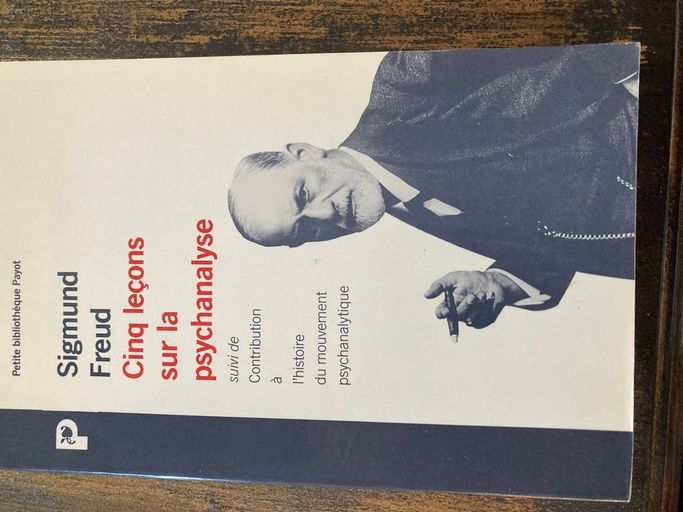 Petite bibliothèque Payot
Sigmund
Freud
Cinq leçons
sur la
psychanalyse
suivi de
Contribution
à
l'histoire
du mouvement
psychanalytique
P